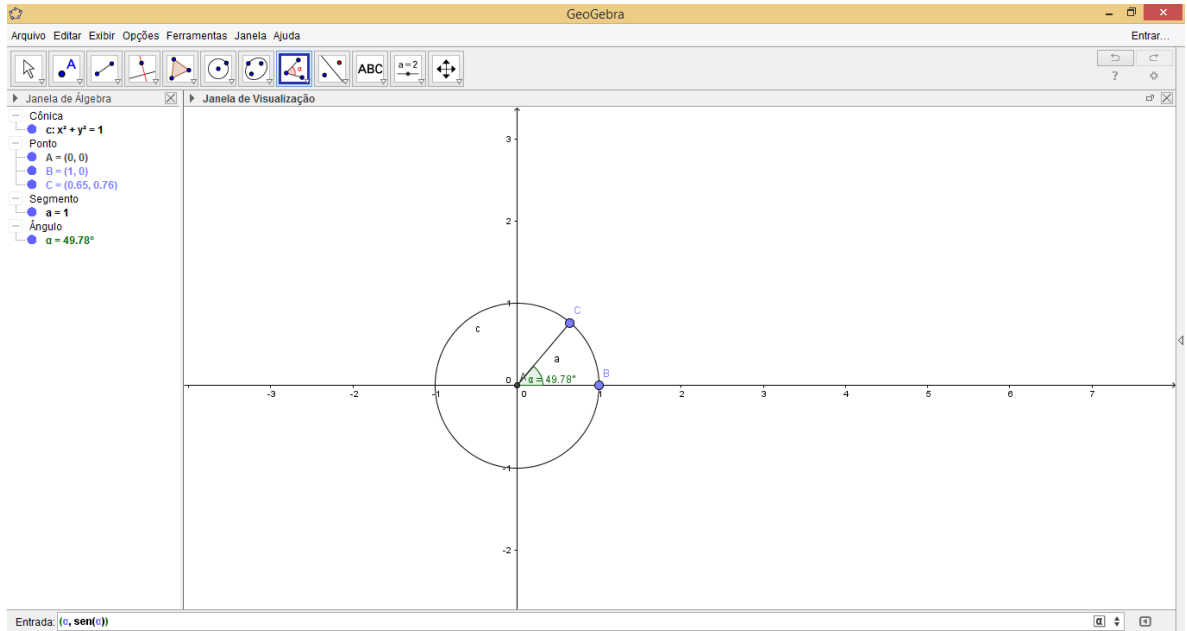 GeoGebra
Arquivo Editar Exibir Opções Ferramentas Janela Ajuda
Entrar...
A
α
ABC
a=2
?
Janela de Álgebra
Janela de Visualização
Cônica
c: x² + y² = 1
Ponto
A = (0, 0)
B = (1, 0)
C = (0.65, 0.76)
Segmento
a = 1
Ângulo
α = 49.78°
3
2
1
C
c
a
B
0
A
α = 49.78°
-3
-2
-1
0
1
2
3
4
5
6
7
-1
-2
Entrada: (α, sen(α))
α